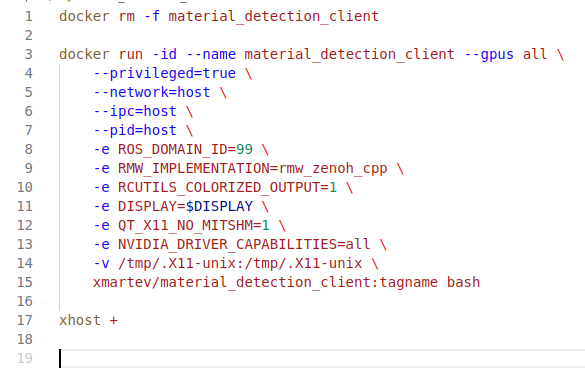 1 docker rm -f material_detection_client
2
3 docker run -id --name material_detection_client --gpus all \
4 --privileged=true \
5 --network=host \
6 --ipc=host \
7 --pid=host \
8 -e ROS_DOMAIN_ID=99 \
9 -e RMW_IMPLEMENTATION=rmw_zenoh_cpp \
10 -e RCUTILS_COLORIZED_OUTPUT=1 \
11 -e DISPLAY=$DISPLAY \
12 -e QT_X11_NO_MITSHM=1 \
13 -e NVIDIA_DRIVER_CAPABILITIES=all \
14 -v /tmp/.X11-unix:/tmp/.X11-unix \
15 xmartev/material_detection_client:tagname bash
16
17 xhost +
18
19